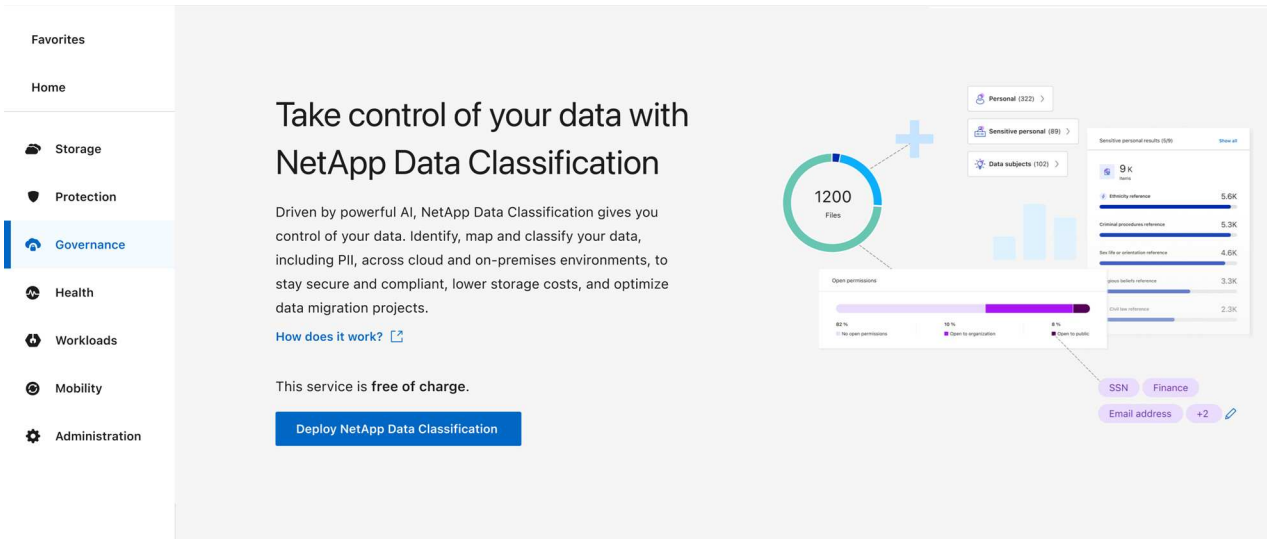 Favorites
Home
Storage
Protection
Governance
Health
Workloads
Mobility
Administration
Take control of your data with
NetApp Data Classification
Driven by powerful AI, NetApp Data Classification gives you
control of your data. Identify, map and classify your data,
including PII, across cloud and on-premises environments, to
stay secure and compliant, lower storage costs, and optimize
data migration projects.
How does it work?
This service is free of charge.
Deploy NetApp Data Classification
1200
Files
Personal (322)
Sensitive personal (89)
Data subjects (102)
Sensitive personal results (5/9) Show all
9 K
Items
Ethnicity reference 5.6K
Criminal procedures reference 5.3K
Sex life or orientation reference 4.6K
beliefs reference 3.3K
Civil law reference 2.3K
Open permissions
82 % 10 % 8 %
No open permissions Open to organization Open to public
SSN Finance
Email address +2